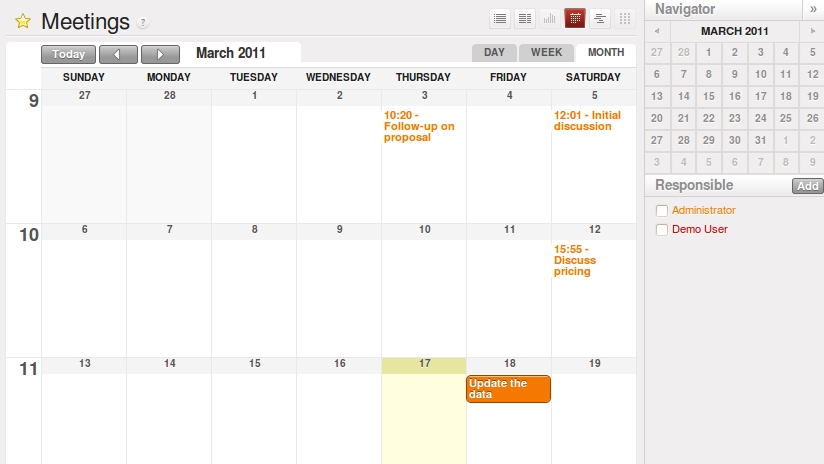 Meetings ?
Today March 2011 DAY WEEK MONTH
SUNDAY MONDAY TUESDAY WEDNESDAY THURSDAY FRIDAY SATURDAY
9 27 28 1 2 3 4 5
10:20 -
Follow-up on
proposal
12:01 - Initial
discussion
10 6 7 8 9 10 11 12
15:55 -
Discuss
pricing
11 13 14 15 16 17 18 19
Update the
data
Navigator »
MARCH 2011
27 28 1 2 3 4 5
6 7 8 9 10 11 12
13 14 15 16 17 18 19
20 21 22 23 24 25 26
27 28 29 30 31 1 2
3 4 5 6 7 8 9
Responsible Add
Administrator
Demo User